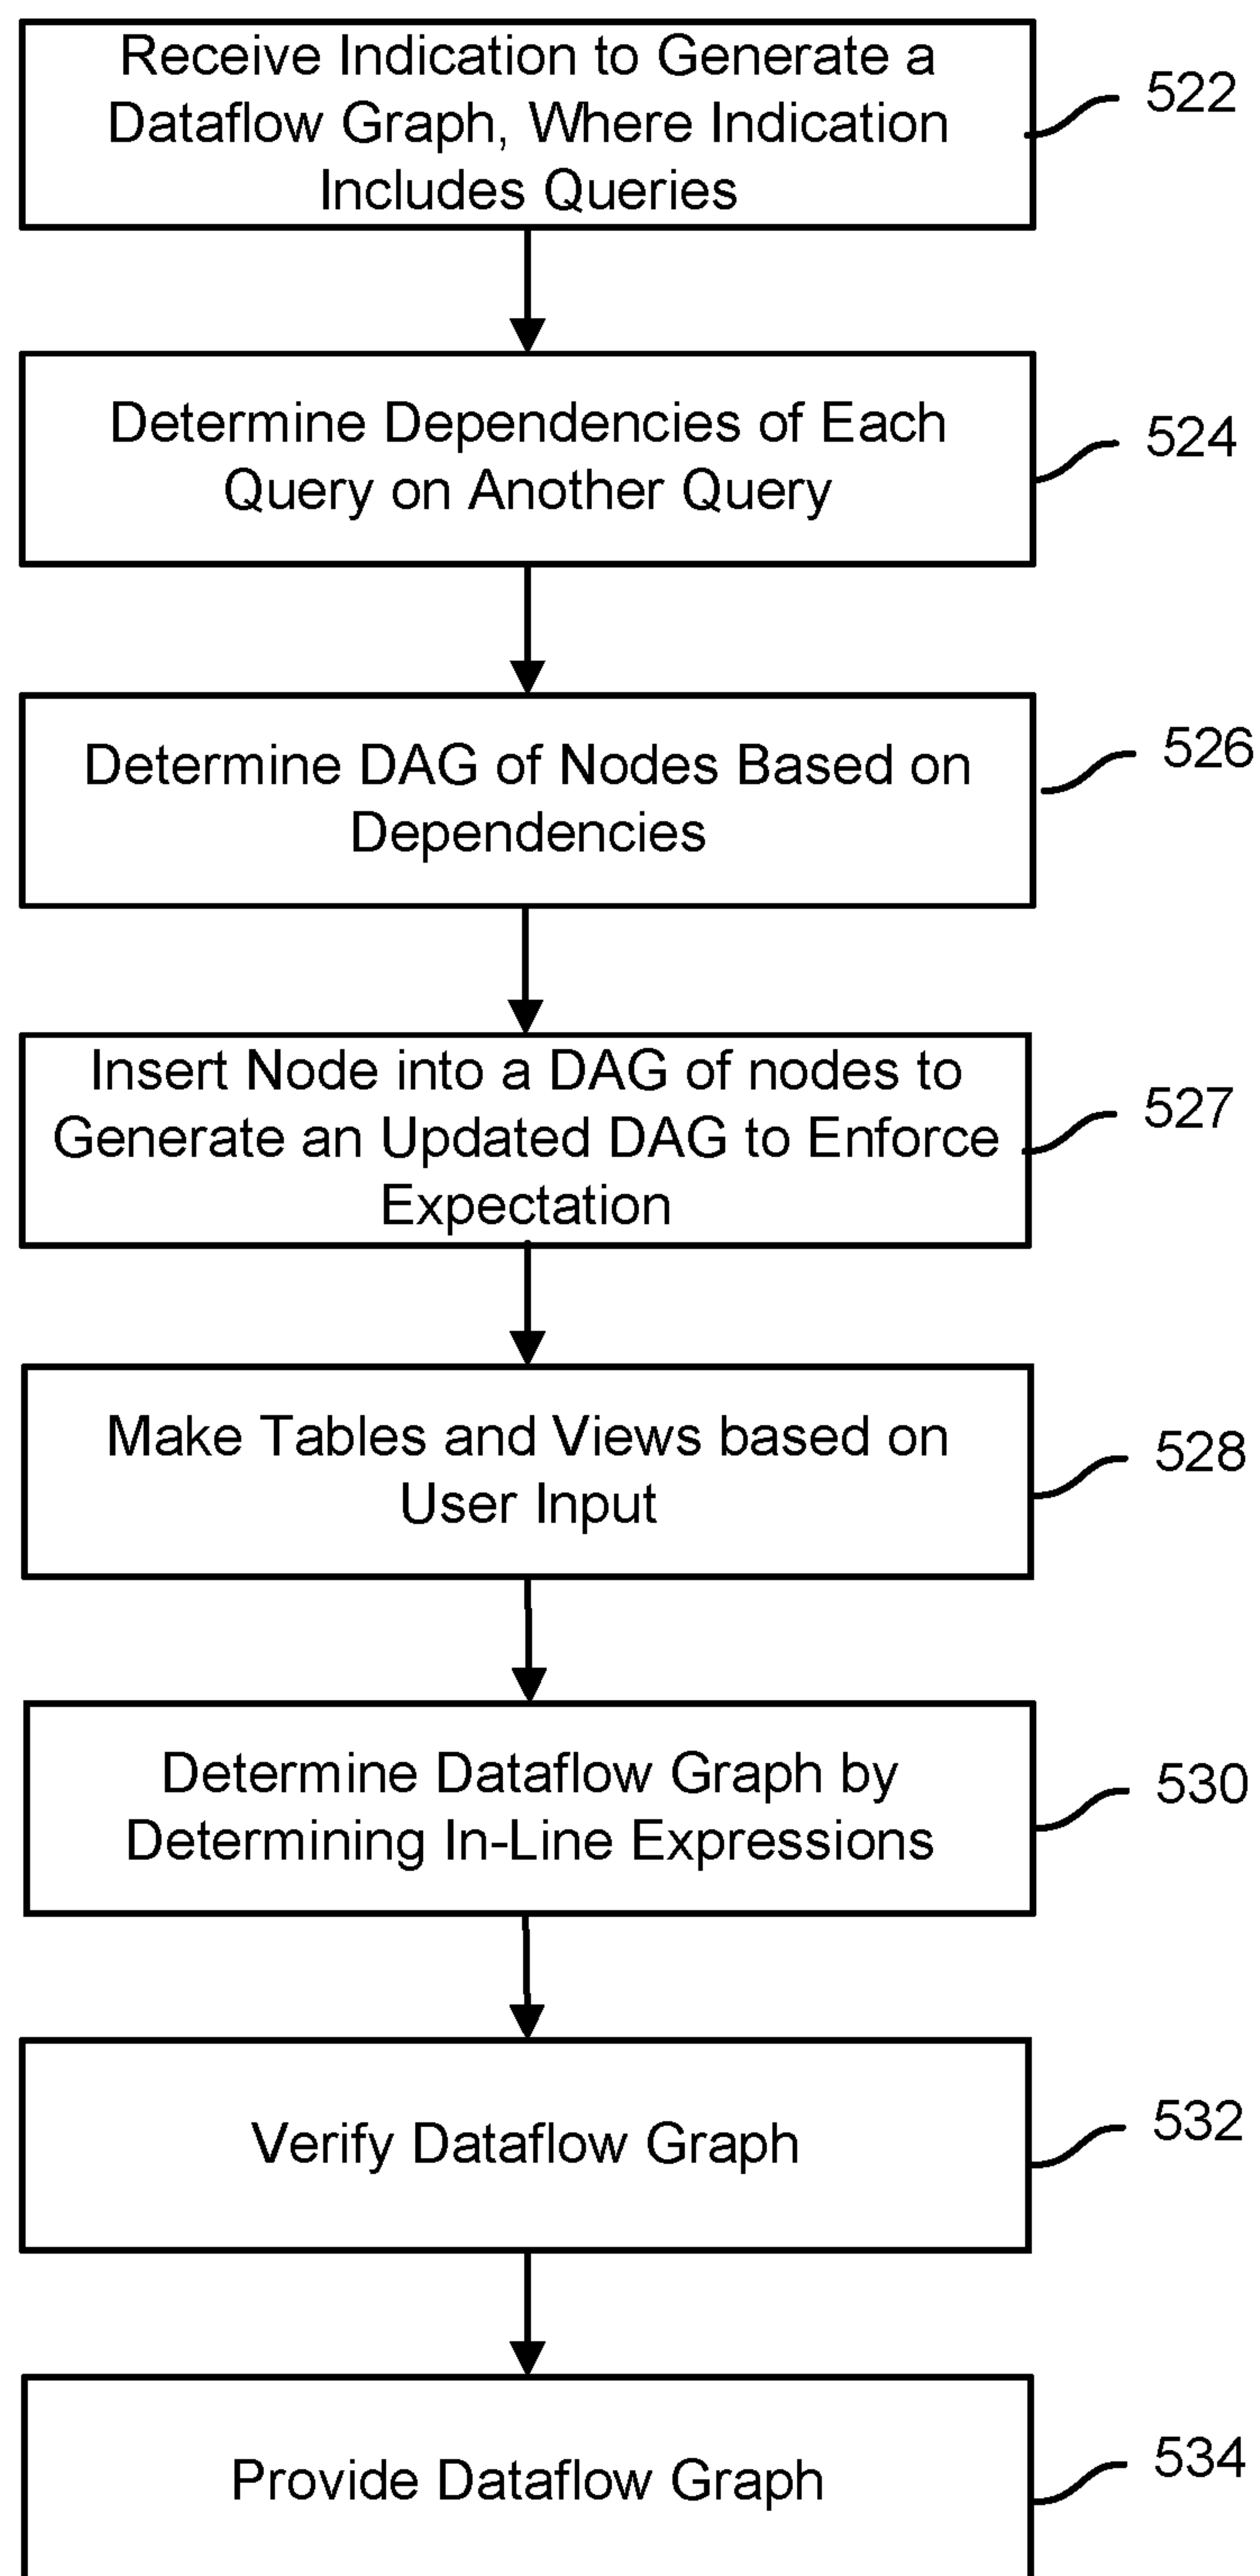 Receive Indication to Generate a
Dataflow Graph, Where Indication
Includes Queries
522
Determine Dependencies of Each
Query on Another Query
524
Determine DAG of Nodes Based on
Dependencies
526
Insert Node into a DAG of nodes to
Generate an Updated DAG to Enforce
Expectation
527
Make Tables and Views based on
User Input
528
Determine Dataflow Graph by
Determining In-Line Expressions
530
Verify Dataflow Graph
532
Provide Dataflow Graph
534